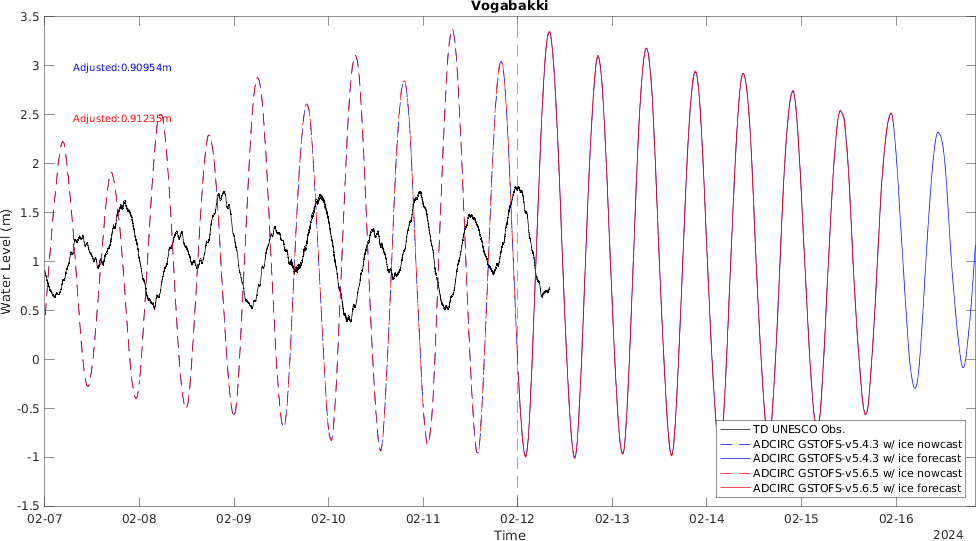 Vogabakki
3.5
3
2.5
2
1.5
1
0.5
0
-0.5
-1
-1.5
Water Level (m)
Adjusted:0.90954m
Adjusted:0.91235m
TD UNESCO Obs.
ADCIRC GSTOFS-v5.4.3 w/ ice nowcast
ADCIRC GSTOFS-v5.4.3 w/ ice forecast
ADCIRC GSTOFS-v5.6.5 w/ ice nowcast
ADCIRC GSTOFS-v5.6.5 w/ ice forecast
02-07 02-08 02-09 02-10 02-11 02-12 02-13 02-14 02-15 02-16
Time
2024